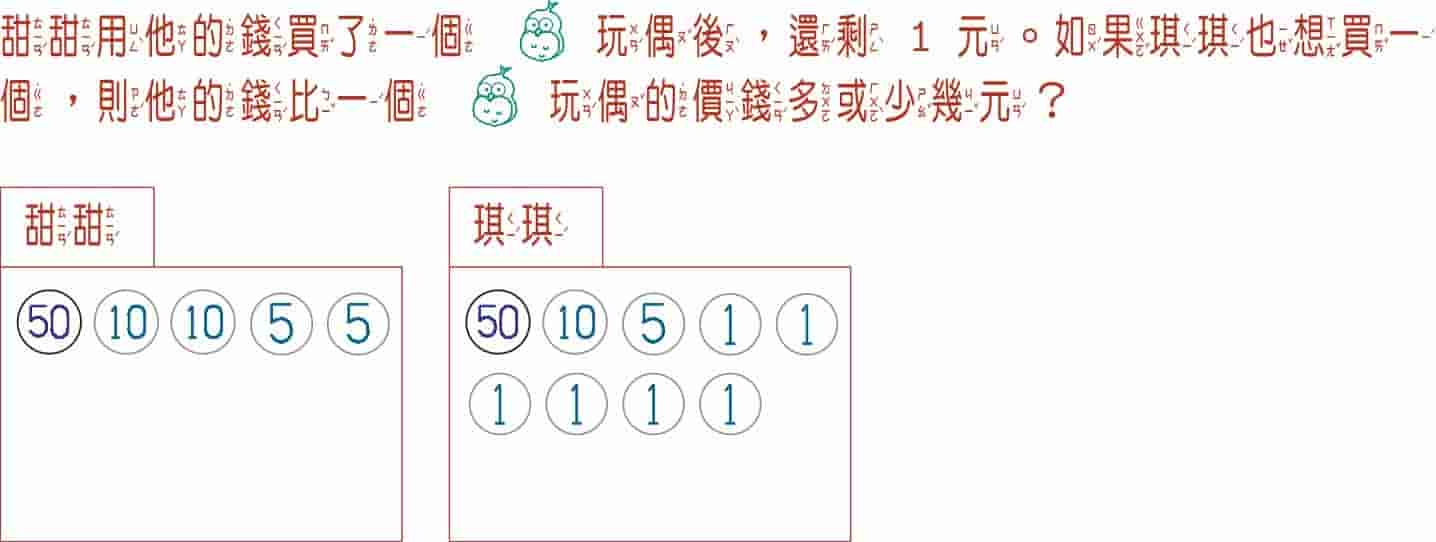 甜甜用他的錢買了一個 玩偶後，還剩 1 元。如果琪琪也想買一
個，則他的錢比一個 玩偶的價錢多或少幾元？
甜甜 琪琪
50 10 10 5 5 50 10 5 1 1
1 1 1 1